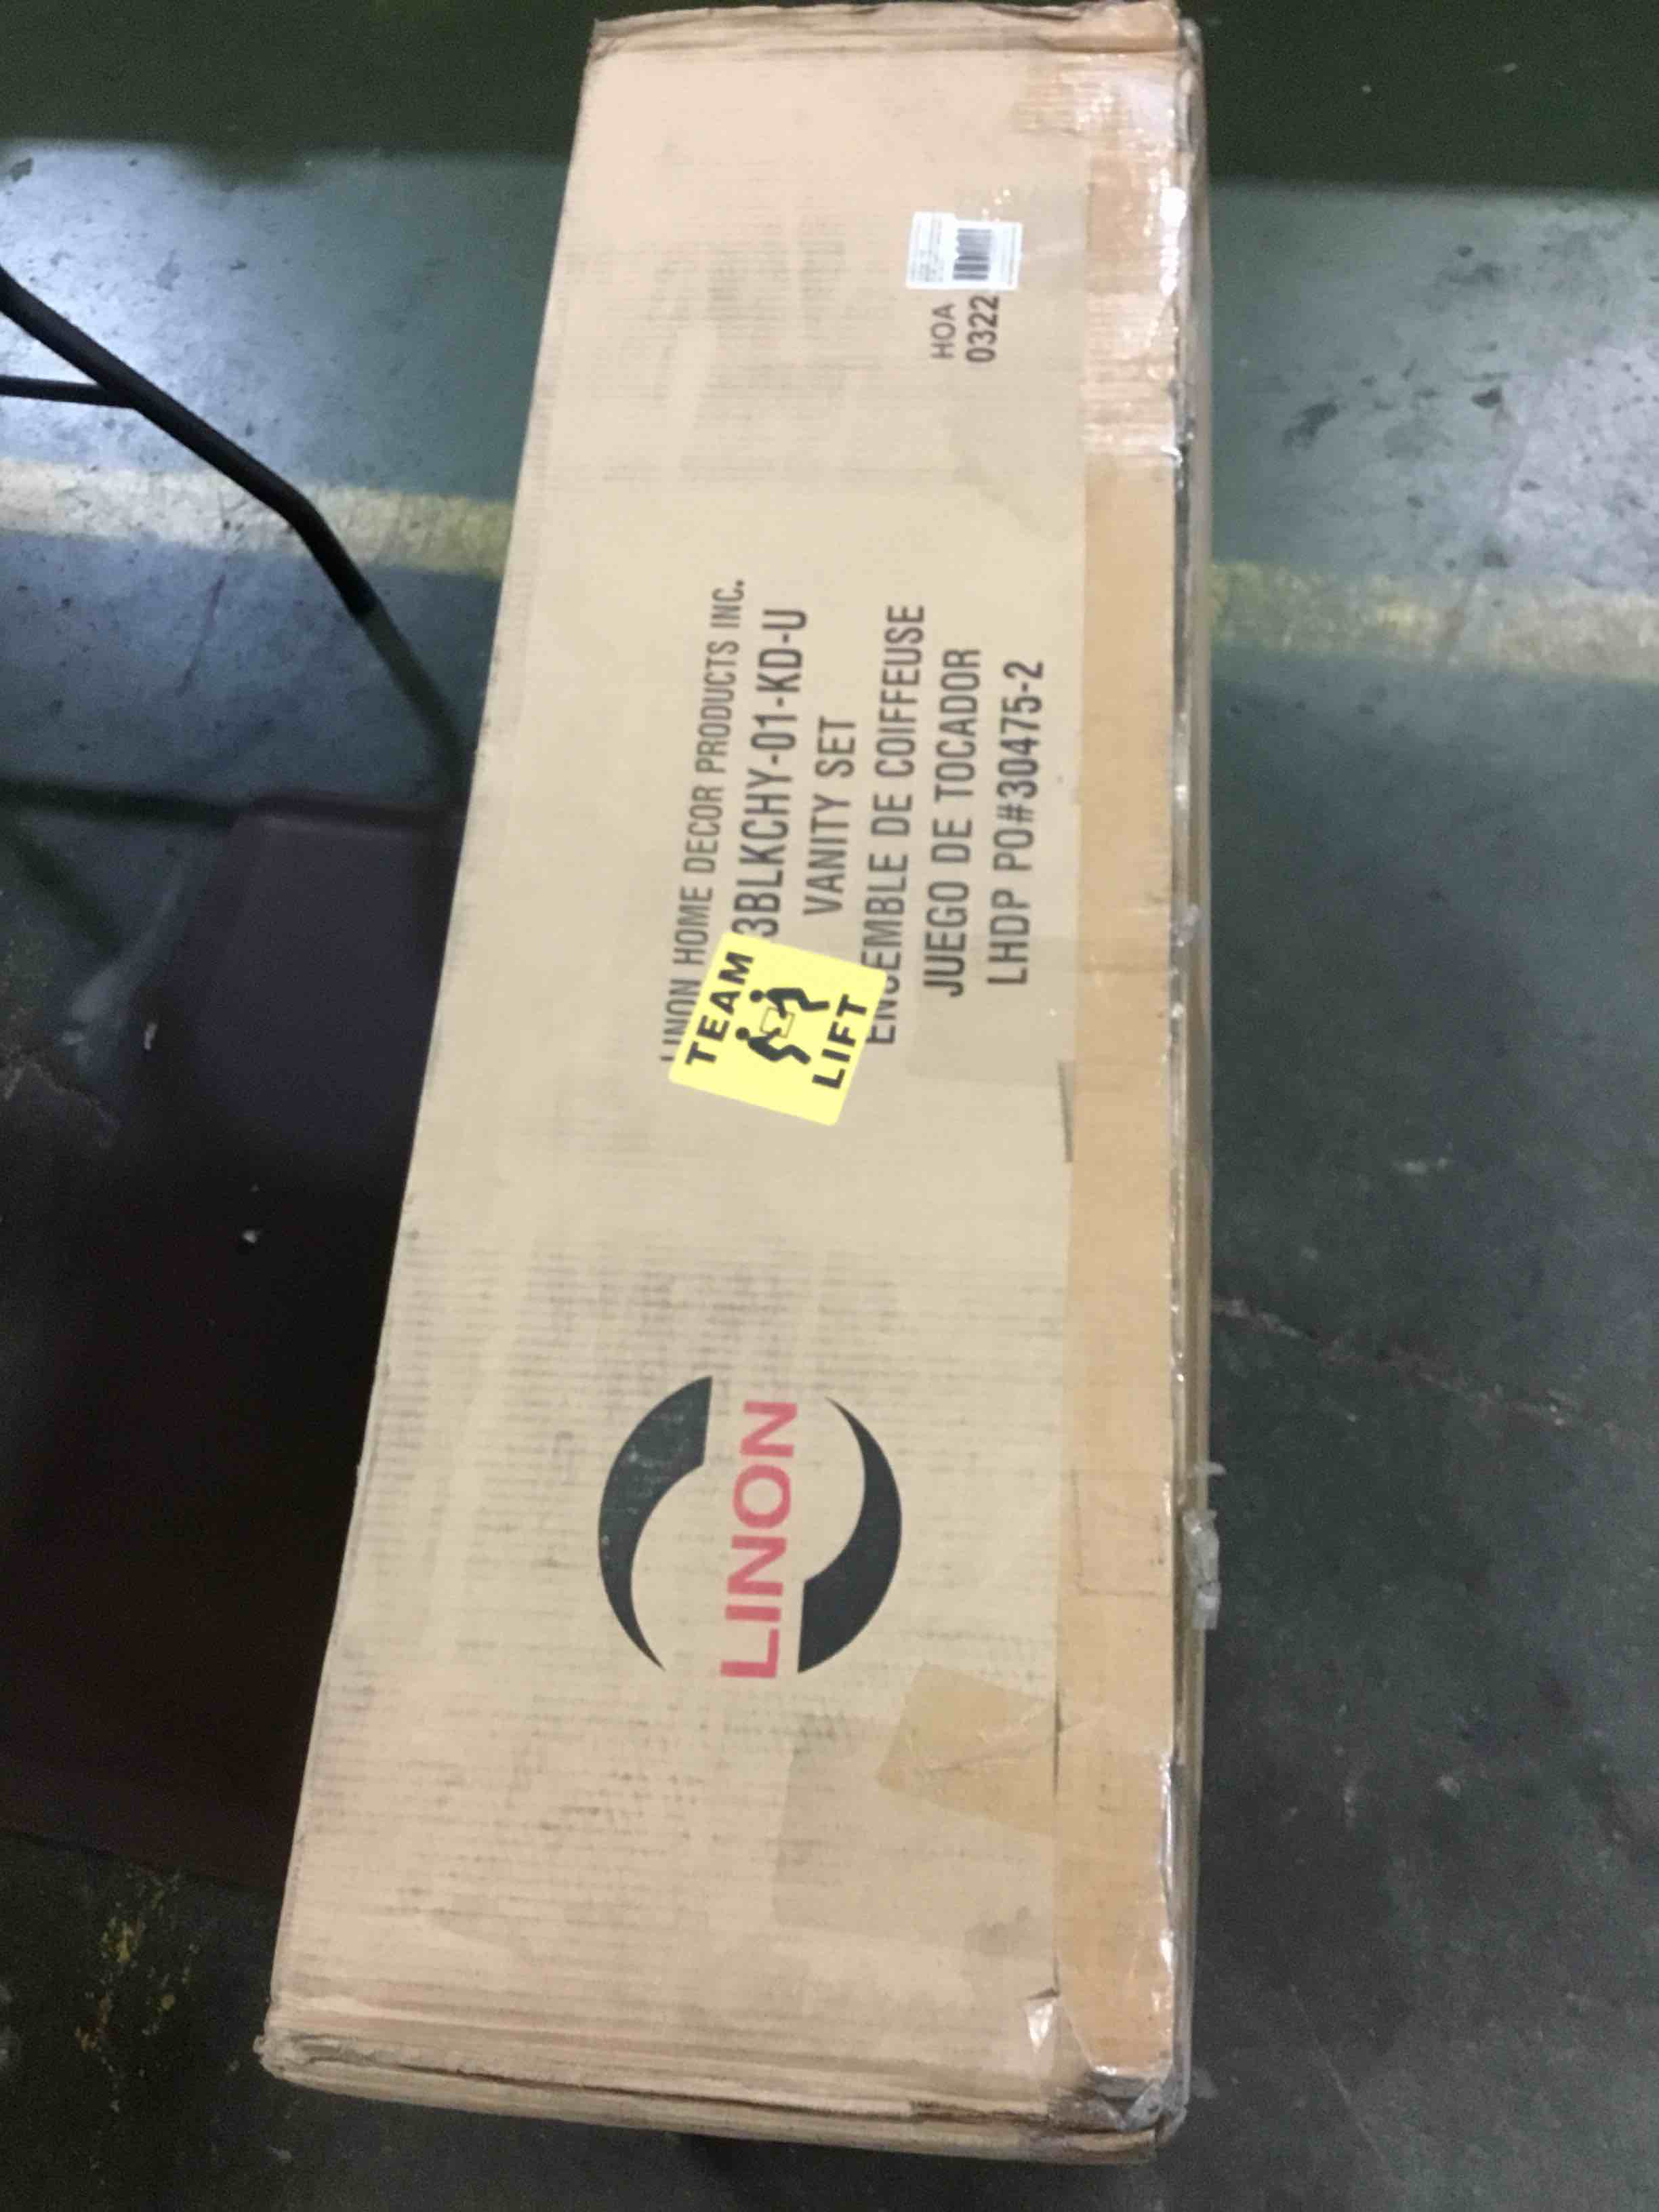 LINON HOME DECOR PRODUCTS INC.
3BLKCHY-01-KD-U
VANITY SET
ENSEMBLE DE COIFFEUSE
JUEGO DE TOCADOR
LHDP PO#30475-2
TEAM
LIFT
HOA
0322
LINON